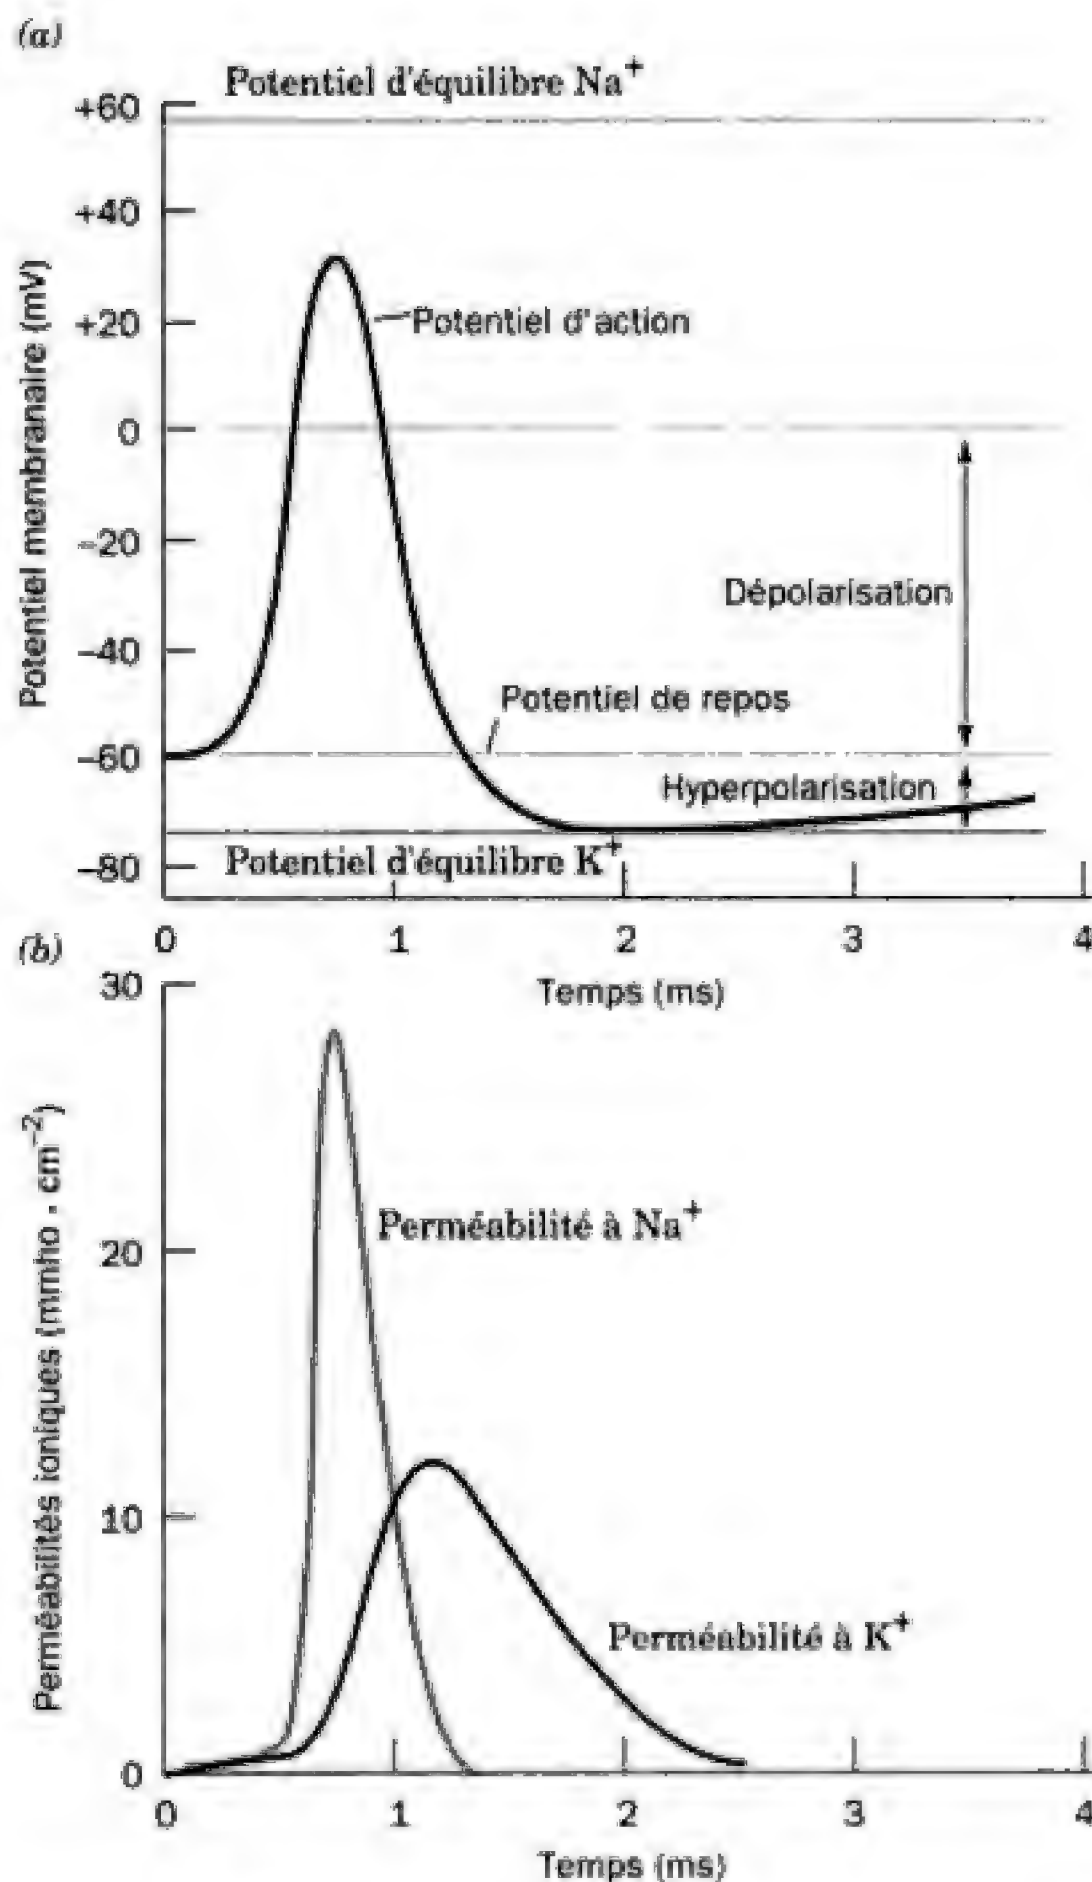 (a)
Potentiel d'équilibre Na⁺
+60
+40
+20
0
−20
−40
−60
−80
Potentiel membranaire (mV)
Potentiel d'action
Dépolarisation
Potentiel de repos
Hyperpolarisation
Potentiel d'équilibre K⁺
0 1 2 3 4
Temps (ms)
(b)
30
20
10
0
Perméabilités ioniques (mmho . cm⁻²)
Perméabilité à Na⁺
Perméabilité à K⁺
0 1 2 3 4
Temps (ms)